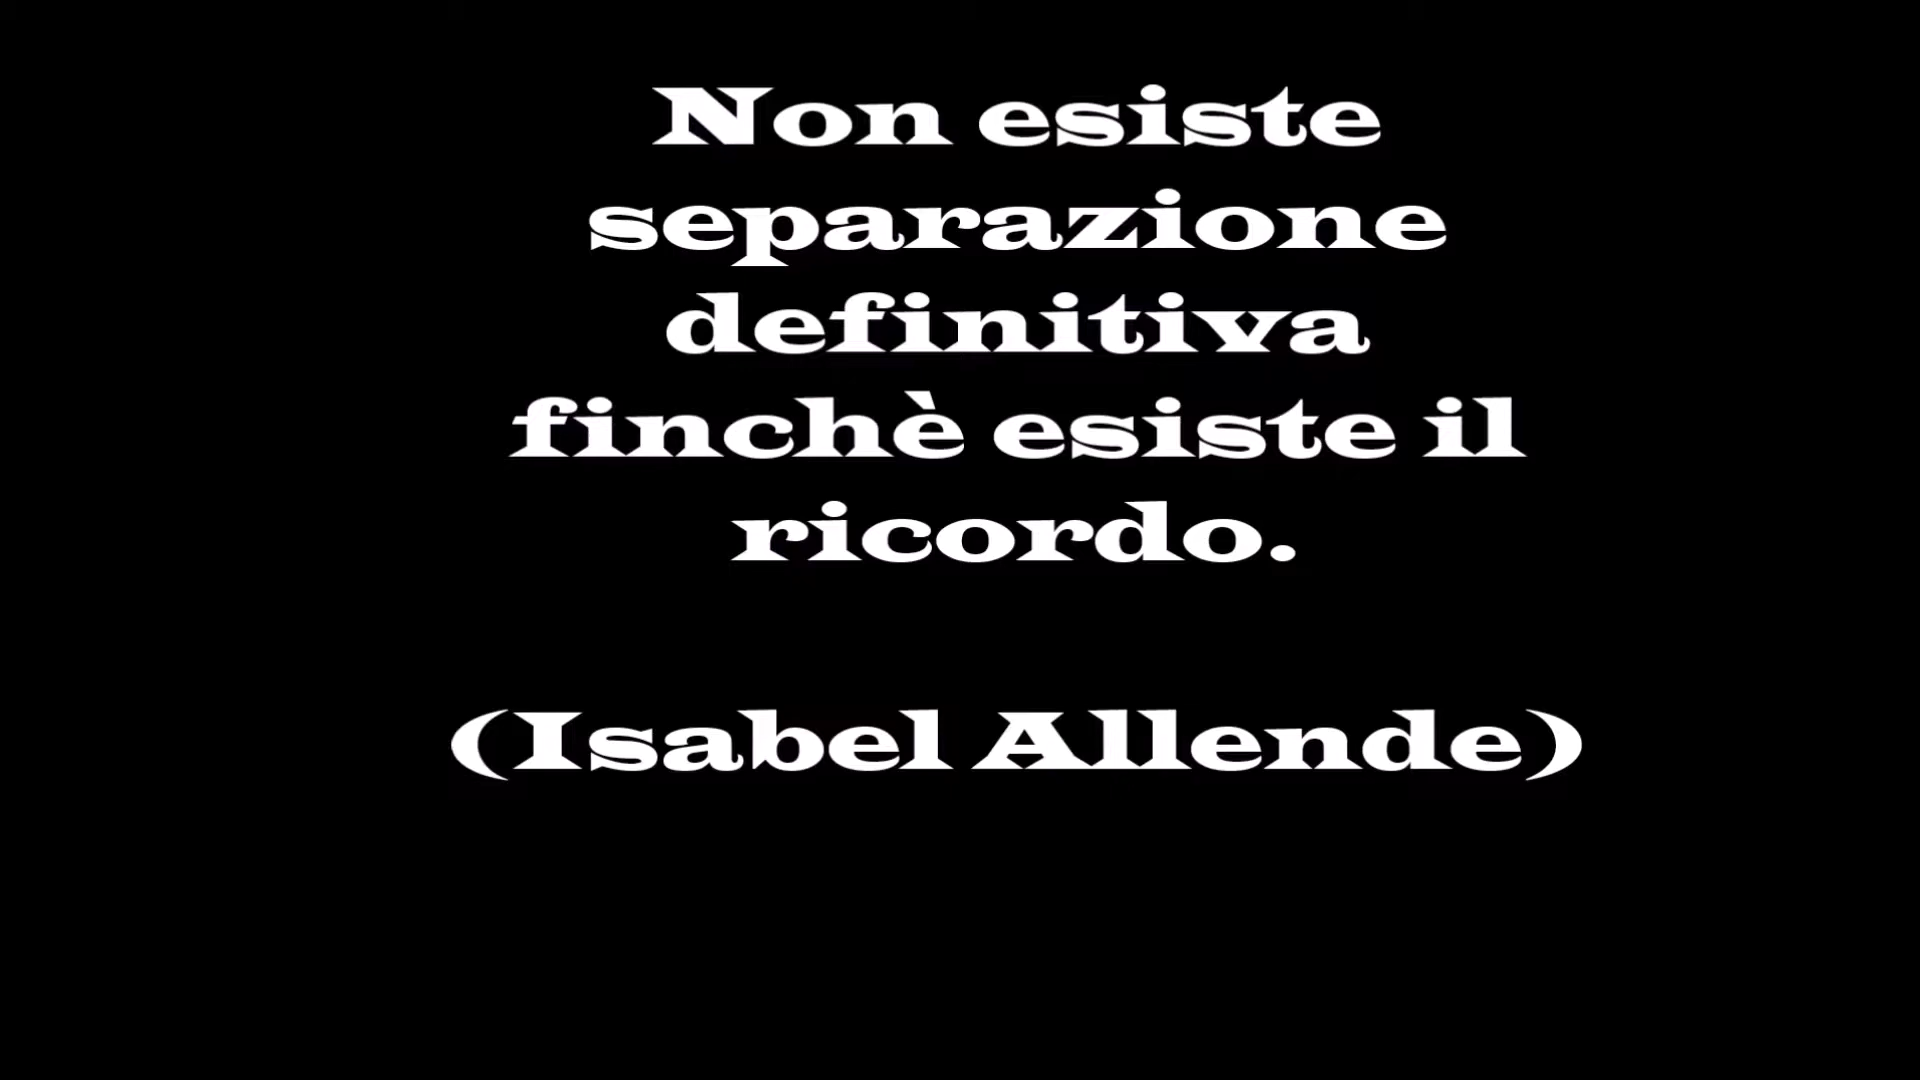 Non esiste
separazione
definitiva
finchè esiste il
ricordo.
(Isabel Allende)